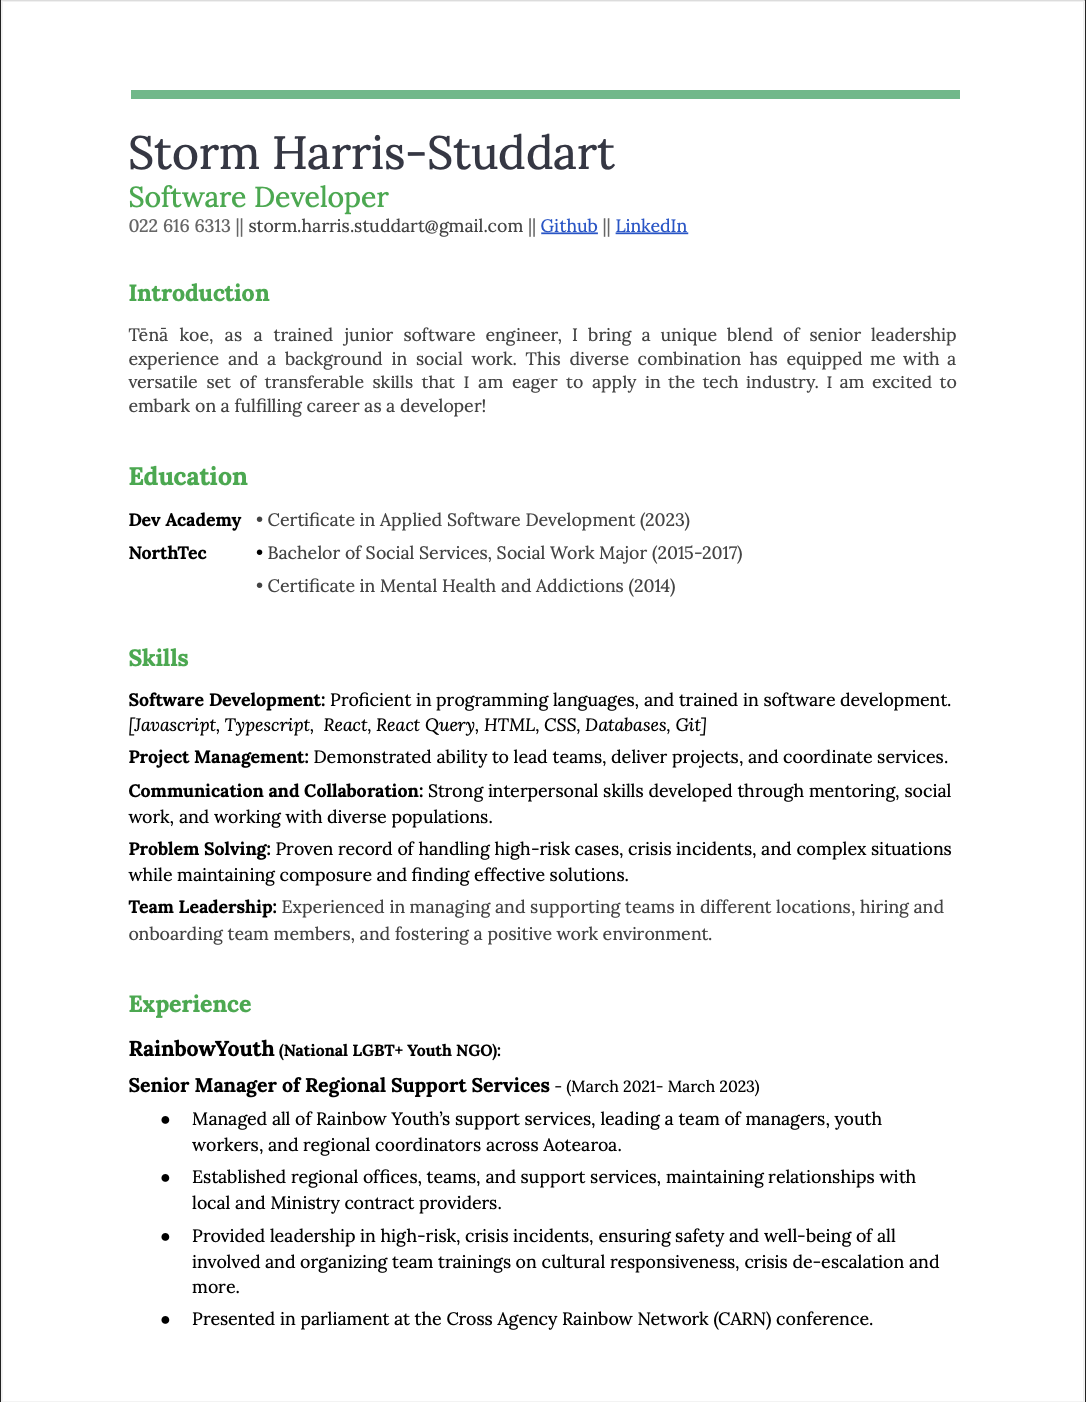 Storm Harris-Studdart
Software Developer
022 616 6313 || storm.harris.studdart@gmail.com || Github || LinkedIn
Introduction
Tēnā koe, as a trained junior software engineer, I bring a unique blend of senior leadership
experience and a background in social work. This diverse combination has equipped me with a
versatile set of transferable skills that I am eager to apply in the tech industry. I am excited to
embark on a fulfilling career as a developer!
Education
Dev Academy • Certificate in Applied Software Development (2023)
NorthTec • Bachelor of Social Services, Social Work Major (2015-2017)
• Certificate in Mental Health and Addictions (2014)
Skills
Software Development: Proficient in programming languages, and trained in software development.
[Javascript, Typescript,  React, React Query, HTML, CSS, Databases, Git]
Project Management: Demonstrated ability to lead teams, deliver projects, and coordinate services.
Communication and Collaboration: Strong interpersonal skills developed through mentoring, social
work, and working with diverse populations.
Problem Solving: Proven record of handling high-risk cases, crisis incidents, and complex situations
while maintaining composure and finding effective solutions.
Team Leadership: Experienced in managing and supporting teams in different locations, hiring and
onboarding team members, and fostering a positive work environment.
Experience
RainbowYouth (National LGBT+ Youth NGO):
Senior Manager of Regional Support Services - (March 2021- March 2023)
● Managed all of Rainbow Youth's support services, leading a team of managers, youth
workers, and regional coordinators across Aotearoa.
● Established regional offices, teams, and support services, maintaining relationships with
local and Ministry contract providers.
● Provided leadership in high-risk, crisis incidents, ensuring safety and well-being of all
involved and organizing team trainings on cultural responsiveness, crisis de-escalation and
more.
● Presented in parliament at the Cross Agency Rainbow Network (CARN) conference.